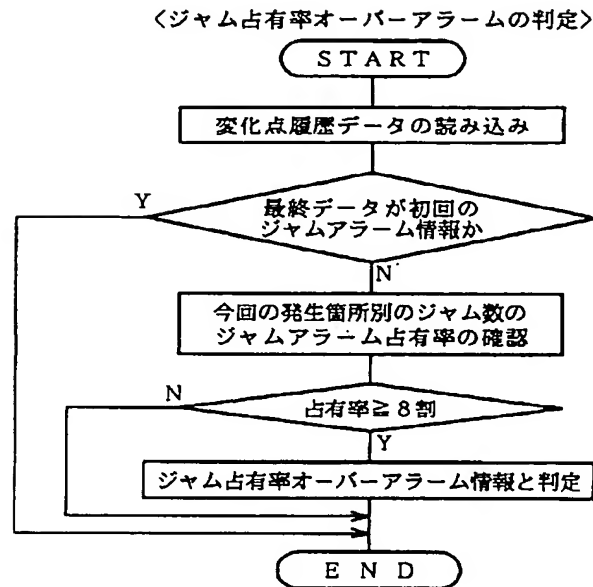 <ジャム占有率オーバーアラームの判定>
START
変化点履歴データの読み込み
Y
最終データが初回の
ジャムアラーム情報か
N
今回の発生箇所別のジャム数の
ジャムアラーム占有率の確認
N
占有率≧8割
Y
ジャム占有率オーバーアラーム情報と判定
END